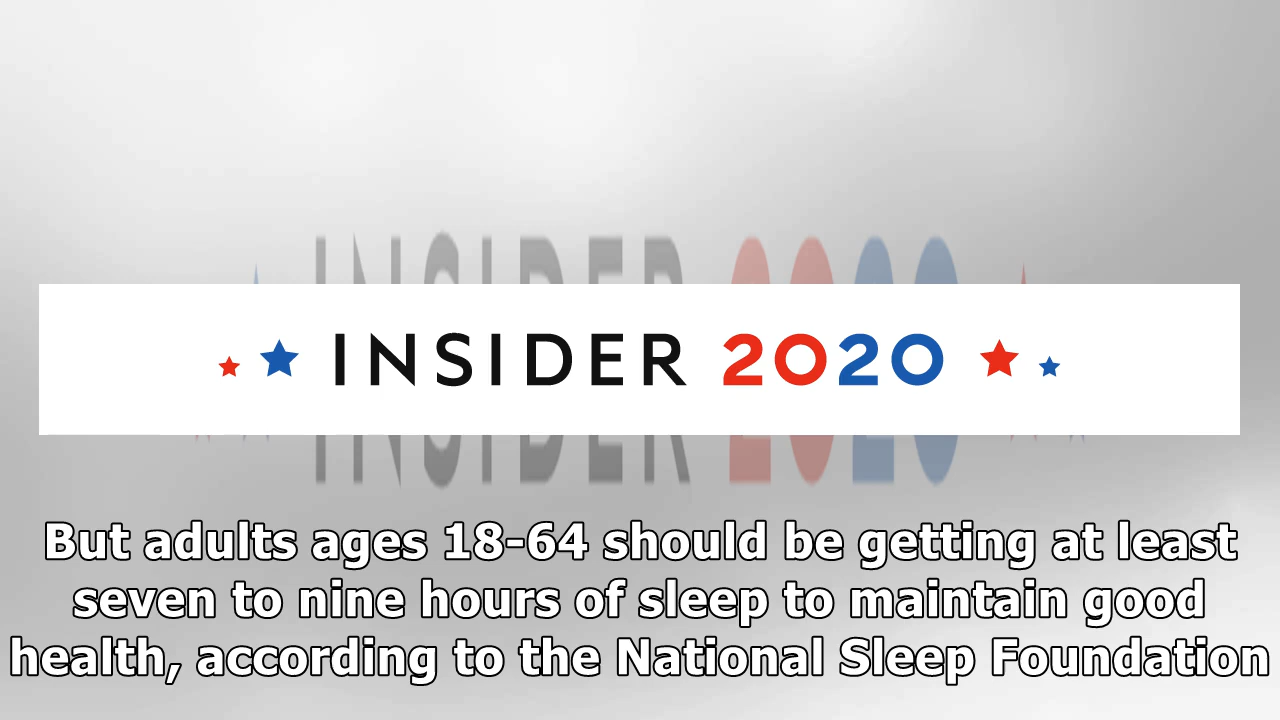 INSIDER 2020
But adults ages 18-64 should be getting at least
seven to nine hours of sleep to maintain good
health, according to the National Sleep Foundation